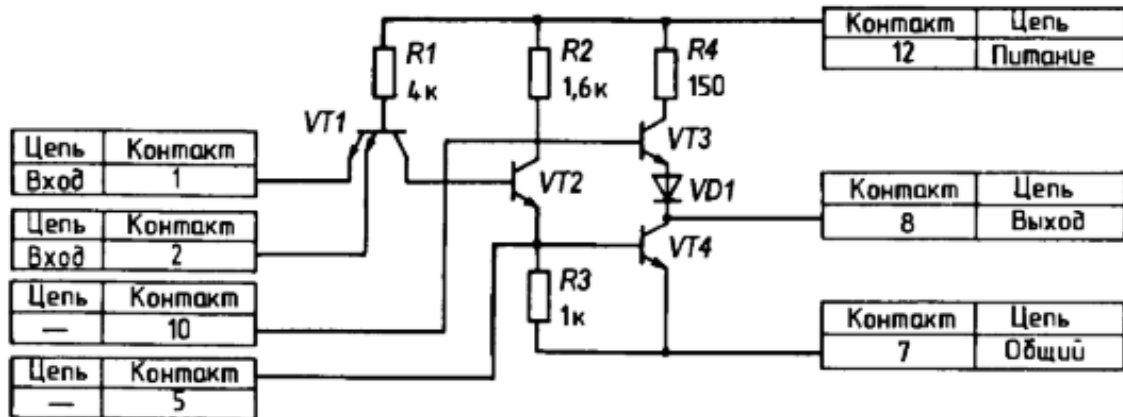 Контакт Цепь
12 Питание
R1
4к
R2
1,6к
R4
150
VT1
VT3
Цепь Контакт
Вход 1
VT2
VD1
Контакт Цепь
8 Выход
Цепь Контакт
Вход 2
VT4
R3
1к
Цепь Контакт
— 10
Контакт Цепь
7 Общий
Цепь Контакт
— 5